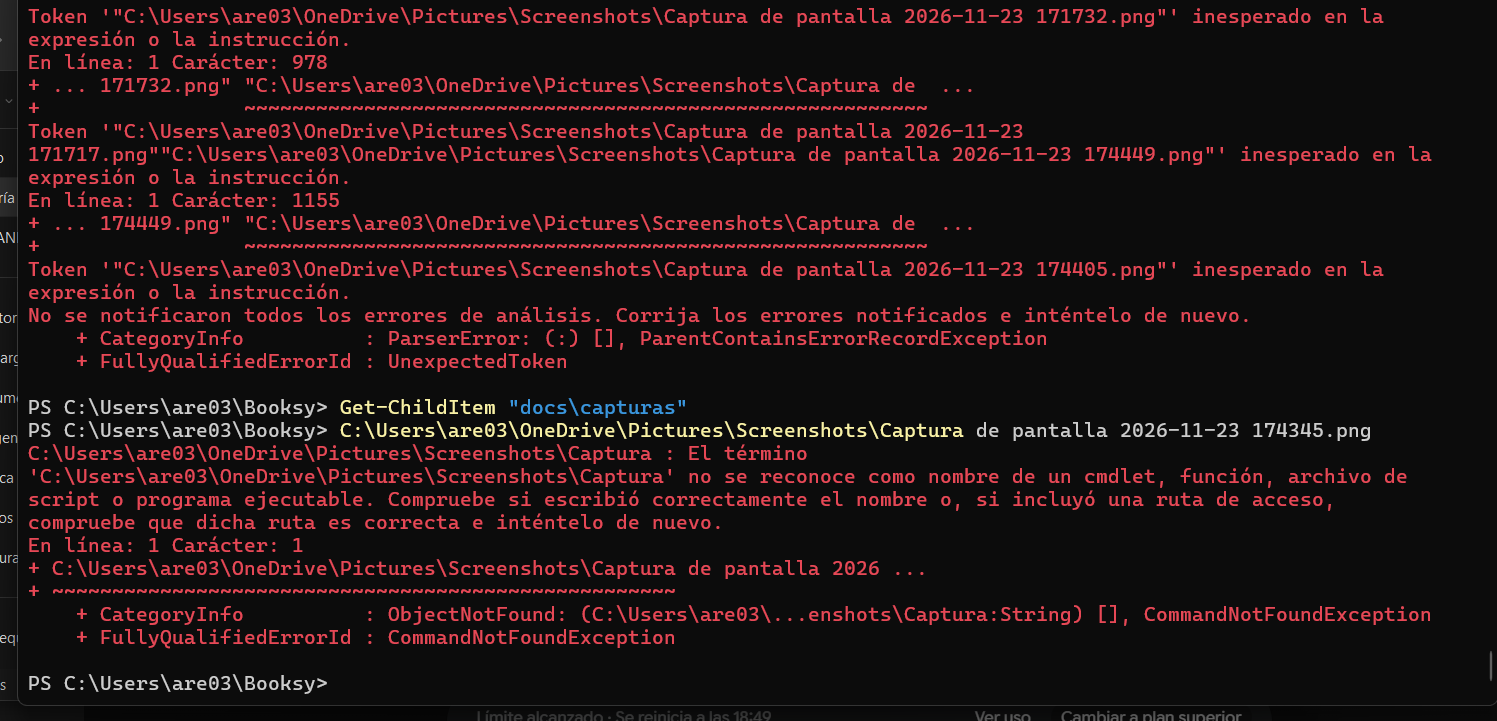 Token '"C:\Users\are03\OneDrive\Pictures\Screenshots\Captura de pantalla 2026-11-23 171732.png"' inesperado en la
expresión o la instrucción.
En línea: 1 Carácter: 978
+ ... 171732.png" "C:\Users\are03\OneDrive\Pictures\Screenshots\Captura de  ...
+                 ~~~~~~~~~~~~~~~~~~~~~~~~~~~~~~~~~~~~~~~~~~~~~~~~~~~~~~~~~
Token '"C:\Users\are03\OneDrive\Pictures\Screenshots\Captura de pantalla 2026-11-23
171717.png""C:\Users\are03\OneDrive\Pictures\Screenshots\Captura de pantalla 2026-11-23 174449.png"' inesperado en la
expresión o la instrucción.
En línea: 1 Carácter: 1155
+ ... 174449.png" "C:\Users\are03\OneDrive\Pictures\Screenshots\Captura de  ...
+                 ~~~~~~~~~~~~~~~~~~~~~~~~~~~~~~~~~~~~~~~~~~~~~~~~~~~~~~~~~
Token '"C:\Users\are03\OneDrive\Pictures\Screenshots\Captura de pantalla 2026-11-23 174405.png"' inesperado en la
expresión o la instrucción.
No se notificaron todos los errores de análisis. Corrija los errores notificados e inténtelo de nuevo.
    + CategoryInfo          : ParserError: (:) [], ParentContainsErrorRecordException
    + FullyQualifiedErrorId : UnexpectedToken
PS C:\Users\are03\Booksy> Get-ChildItem "docs\capturas"
PS C:\Users\are03\Booksy> C:\Users\are03\OneDrive\Pictures\Screenshots\Captura de pantalla 2026-11-23 174345.png
C:\Users\are03\OneDrive\Pictures\Screenshots\Captura : El término
'C:\Users\are03\OneDrive\Pictures\Screenshots\Captura' no se reconoce como nombre de un cmdlet, función, archivo de
script o programa ejecutable. Compruebe si escribió correctamente el nombre o, si incluyó una ruta de acceso,
compruebe que dicha ruta es correcta e inténtelo de nuevo.
En línea: 1 Carácter: 1
+ C:\Users\are03\OneDrive\Pictures\Screenshots\Captura de pantalla 2026 ...
+ ~~~~~~~~~~~~~~~~~~~~~~~~~~~~~~~~~~~~~~~~~~~~~~~~~~~~
    + CategoryInfo          : ObjectNotFound: (C:\Users\are03\...enshots\Captura:String) [], CommandNotFoundException
    + FullyQualifiedErrorId : CommandNotFoundException
PS C:\Users\are03\Booksy>
Límite alcanzado · Se reinicia a las 18:49 Ver uso Cambiar a plan superior